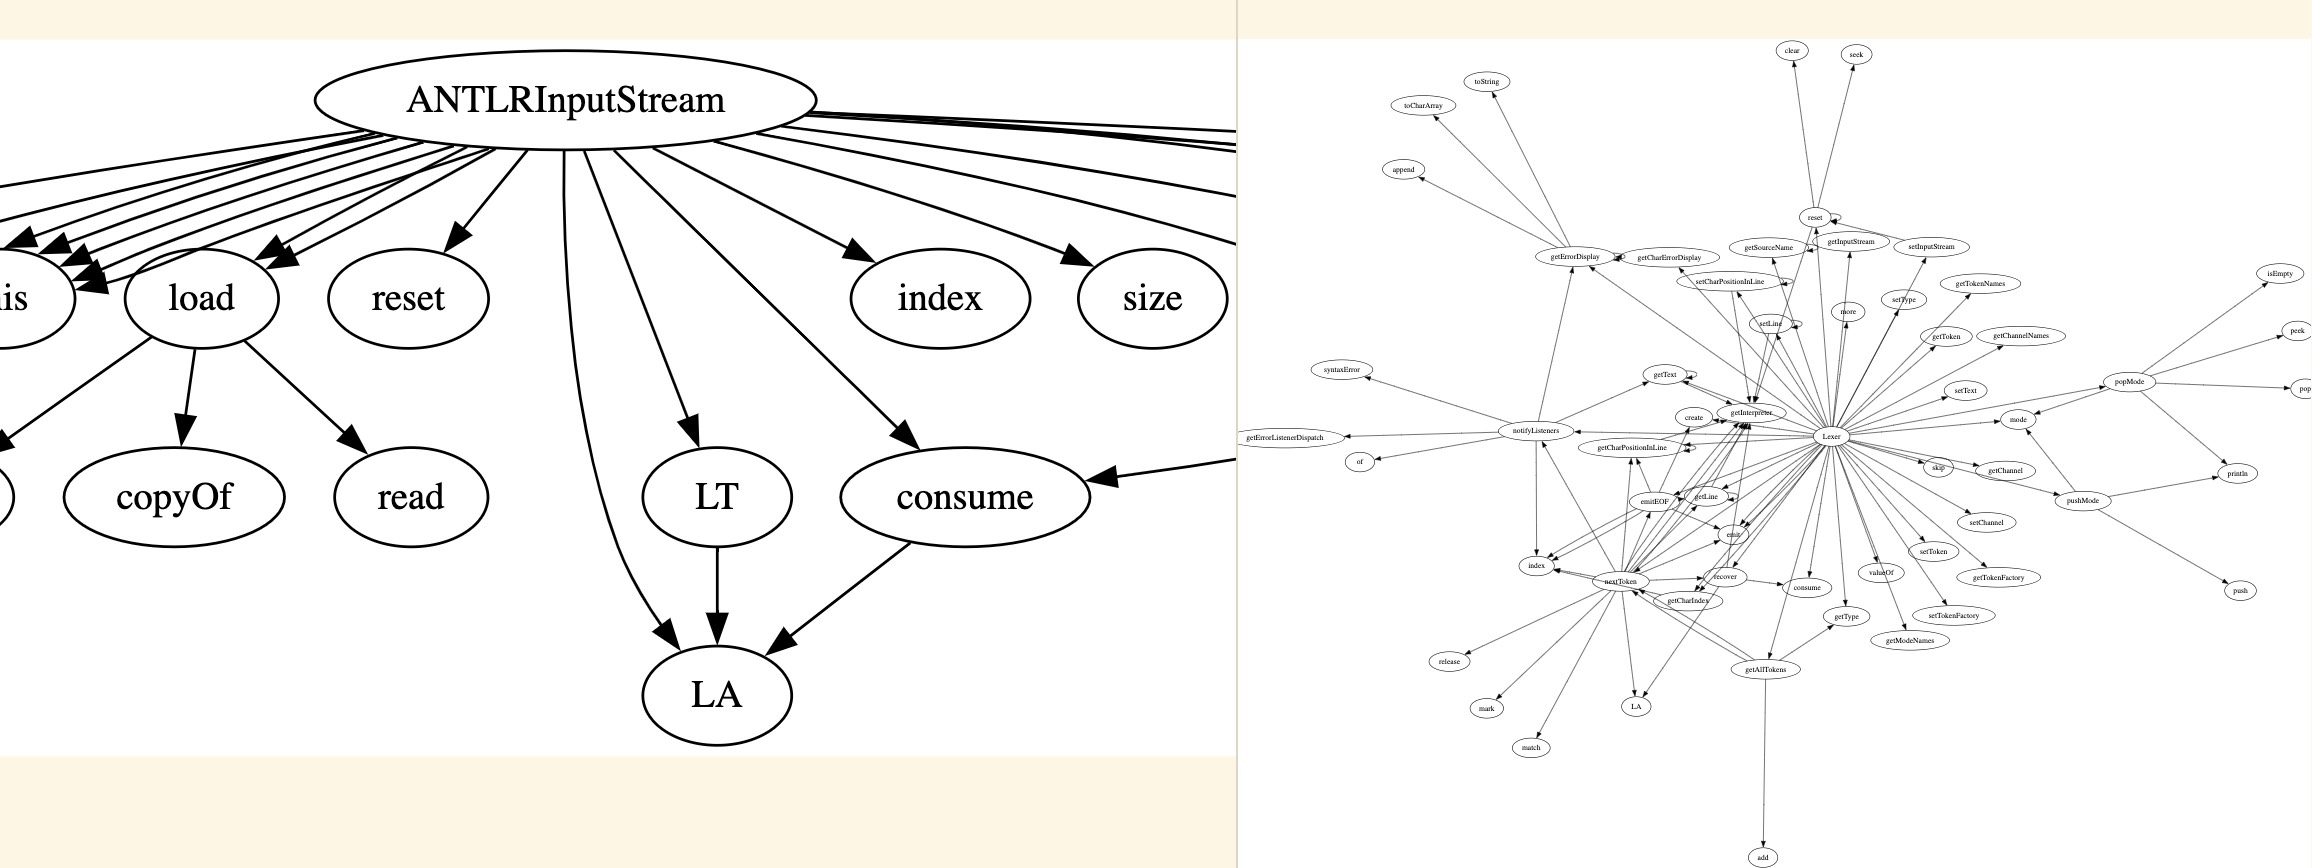 ANTLRInputStream
his
load
reset
index
size
copyOf
read
LT
consume
LA
clear
seek
toString
toCharArray
append
reset
getErrorDisplay
getCharErrorDisplay
getSourceName
getInputStream
setInputStream
setCharPositionInLine
setType
getTokenNames
isEmpty
more
setLine
getToken
getChannelNames
peek
syntaxError
getText
popMode
pop
setText
getInterpreter
create
mode
notifyListeners
getErrorListenerDispatch
Lexer
getCharPositionInLine
of
skip
getChannel
println
emitEOF
getLine
pushMode
setChannel
emit
setToken
index
nextToken
recover
valueOf
getTokenFactory
consume
push
getCharIndex
getType
setTokenFactory
getModeNames
release
getAllTokens
mark
LA
match
add